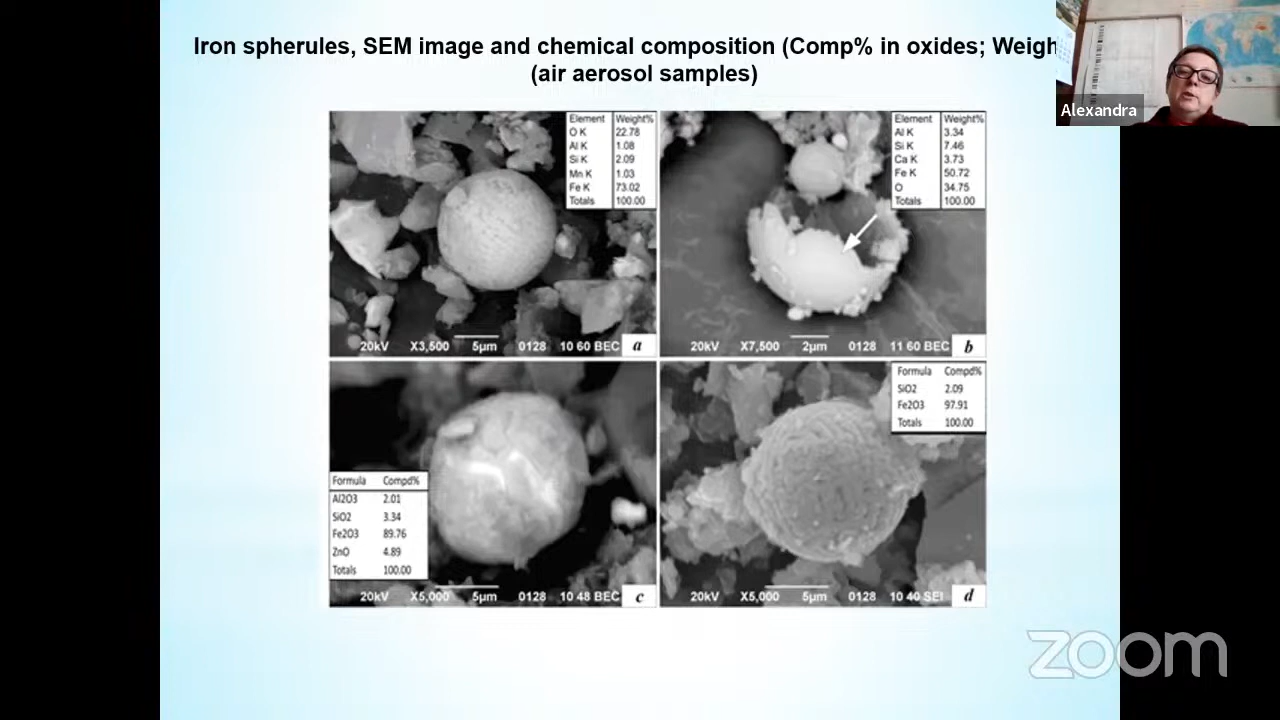 Iron spherules, SEM image and chemical composition (Comp% in oxides; Weigh
(air aerosol samples)
Alexandra
Element Weight%
O K 22.78
Al K 1.08
Si K 2.09
Mn K 1.03
Fe K 73.02
Totals 100.00
20kV X3,500 5µm 0128 10 60 BEC a
Element Weight%
Al K 3.34
Si K 7.46
Ca K 3.73
Fe K 50.72
O 34.75
Totals 100.00
20kV X7,500 2µm 0128 11 60 BEC b
Formula Compd%
Al2O3 2.01
SiO2 3.34
Fe2O3 89.76
ZnO 4.89
Totals 100.00
20kV X5,000 5µm 0128 10 48 BEC c
Formula Compd%
SiO2 2.09
Fe2O3 97.91
Totals 100.00
20kV X5,000 5µm 0128 10 40 SEI d
zoom